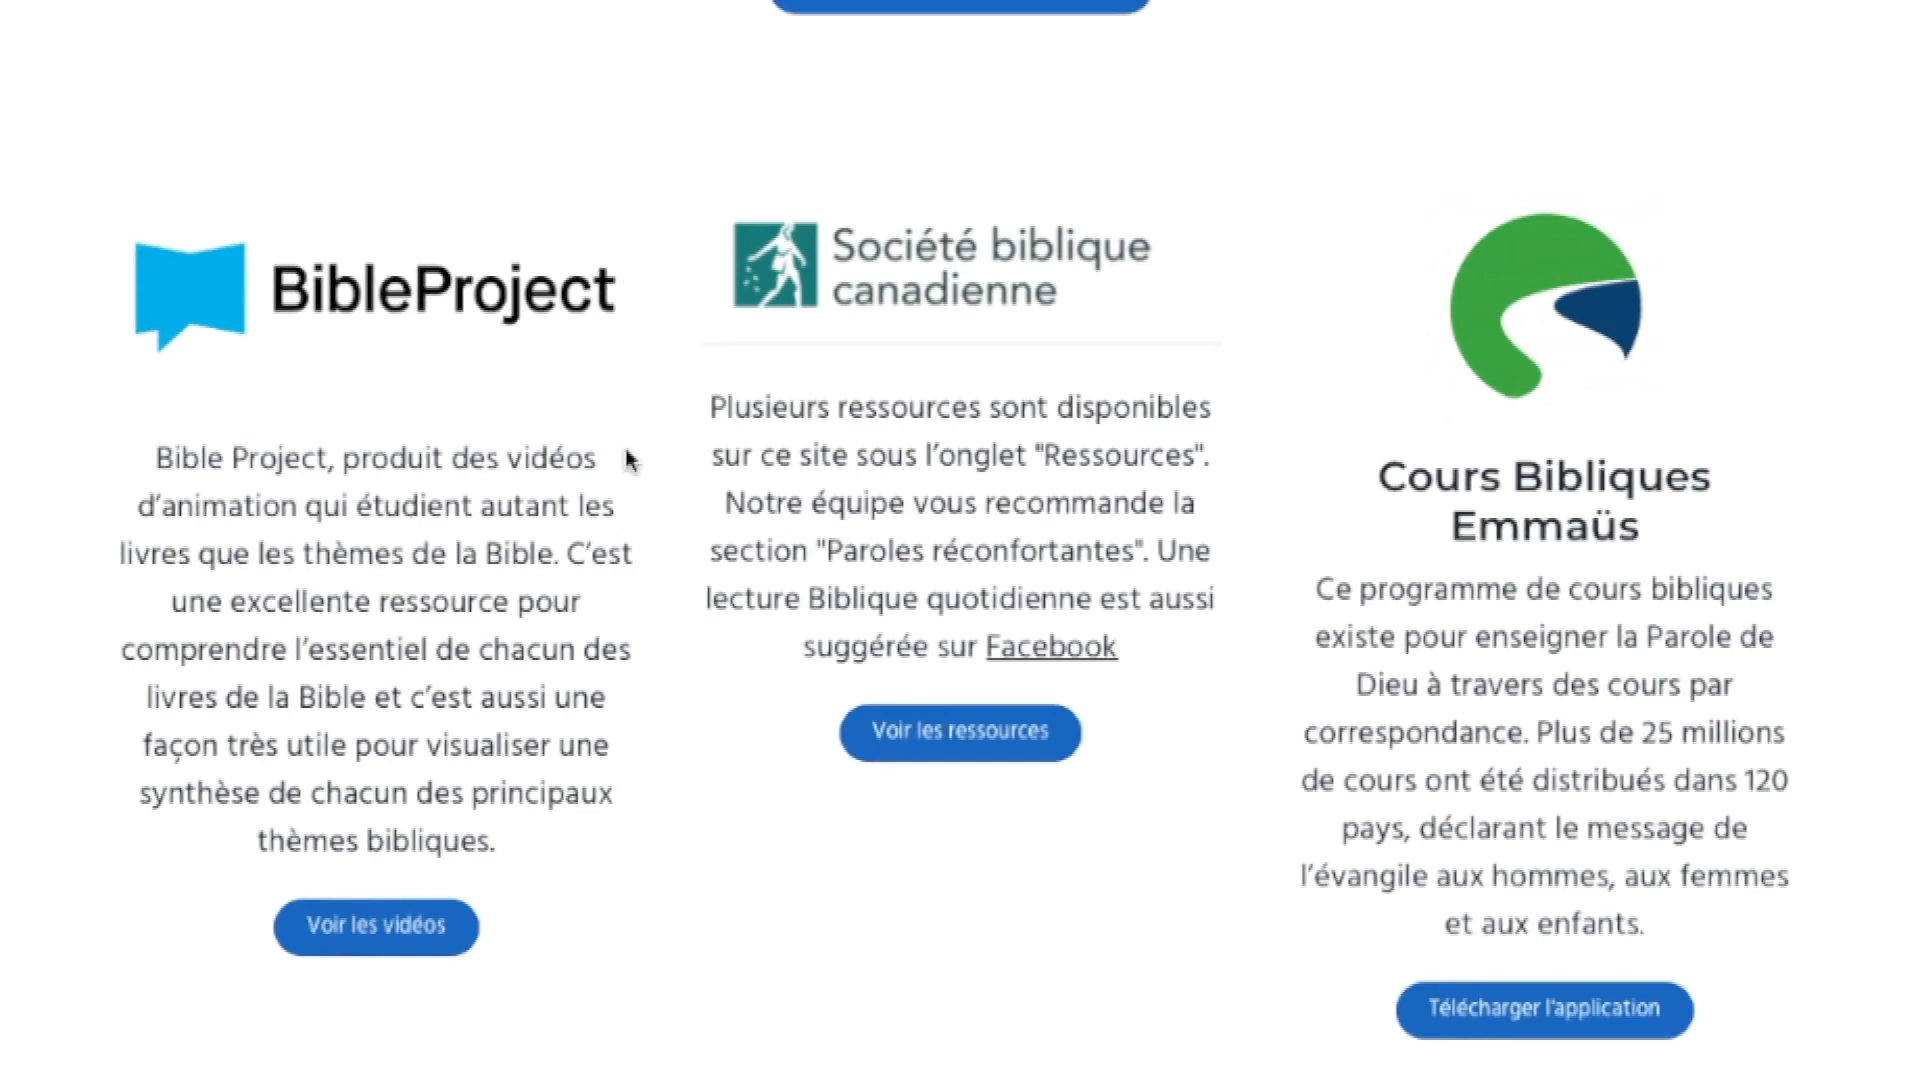 BibleProject
Bible Project, produit des vidéos
d’animation qui étudient autant les
livres que les thèmes de la Bible. C’est
une excellente ressource pour
comprendre l’essentiel de chacun des
livres de la Bible et c’est aussi une
façon très utile pour visualiser une
synthèse de chacun des principaux
thèmes bibliques.
Voir les vidéos
Société biblique
canadienne
Plusieurs ressources sont disponibles
sur ce site sous l’onglet "Ressources".
Notre équipe vous recommande la
section "Paroles réconfortantes". Une
lecture Biblique quotidienne est aussi
suggérée sur Facebook
Voir les ressources
Cours Bibliques
Emmaüs
Ce programme de cours bibliques
existe pour enseigner la Parole de
Dieu à travers des cours par
correspondance. Plus de 25 millions
de cours ont été distribués dans 120
pays, déclarant le message de
l’évangile aux hommes, aux femmes
et aux enfants.
Télécharger l'application